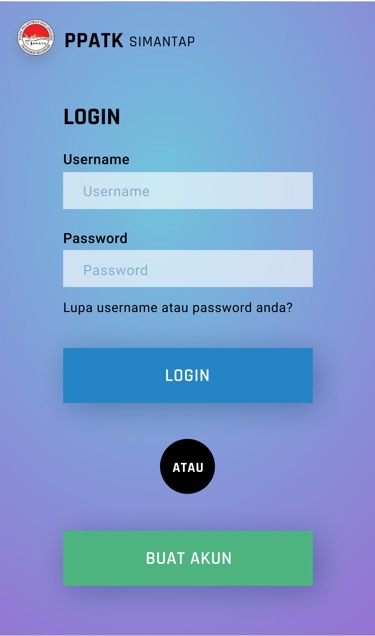 PPATK SIMANTAP
LOGIN
Username
Username
Password
Password
Lupa username atau password anda?
LOGIN
ATAU
BUAT AKUN